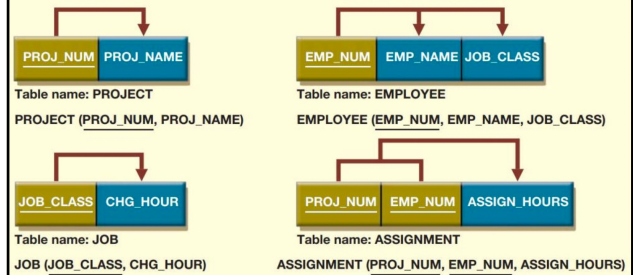 PROJ_NUM PROJ_NAME
Table name: PROJECT
PROJECT (PROJ_NUM, PROJ_NAME)
EMP_NUM EMP_NAME JOB_CLASS
Table name: EMPLOYEE
EMPLOYEE (EMP_NUM, EMP_NAME, JOB_CLASS)
JOB_CLASS CHG_HOUR
Table name: JOB
JOB (JOB_CLASS, CHG_HOUR)
PROJ_NUM EMP_NUM ASSIGN_HOURS
Table name: ASSIGNMENT
ASSIGNMENT (PROJ_NUM, EMP_NUM, ASSIGN_HOURS)